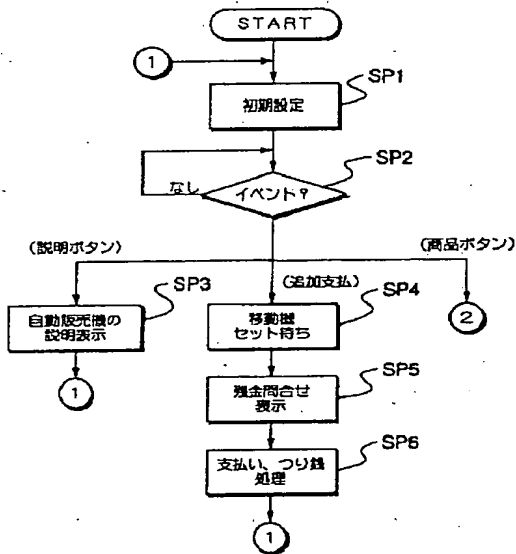 START
1
SP1
初期設定
SP2
なし
イベント?
(説明ボタン)
(商品ボタン)
SP3
(追加支払)
SP4
自動販売機の
説明表示
移動機
セット待ち
2
SP5
1
残金問合せ
表示
SP6
支払い、つり銭
処理
1